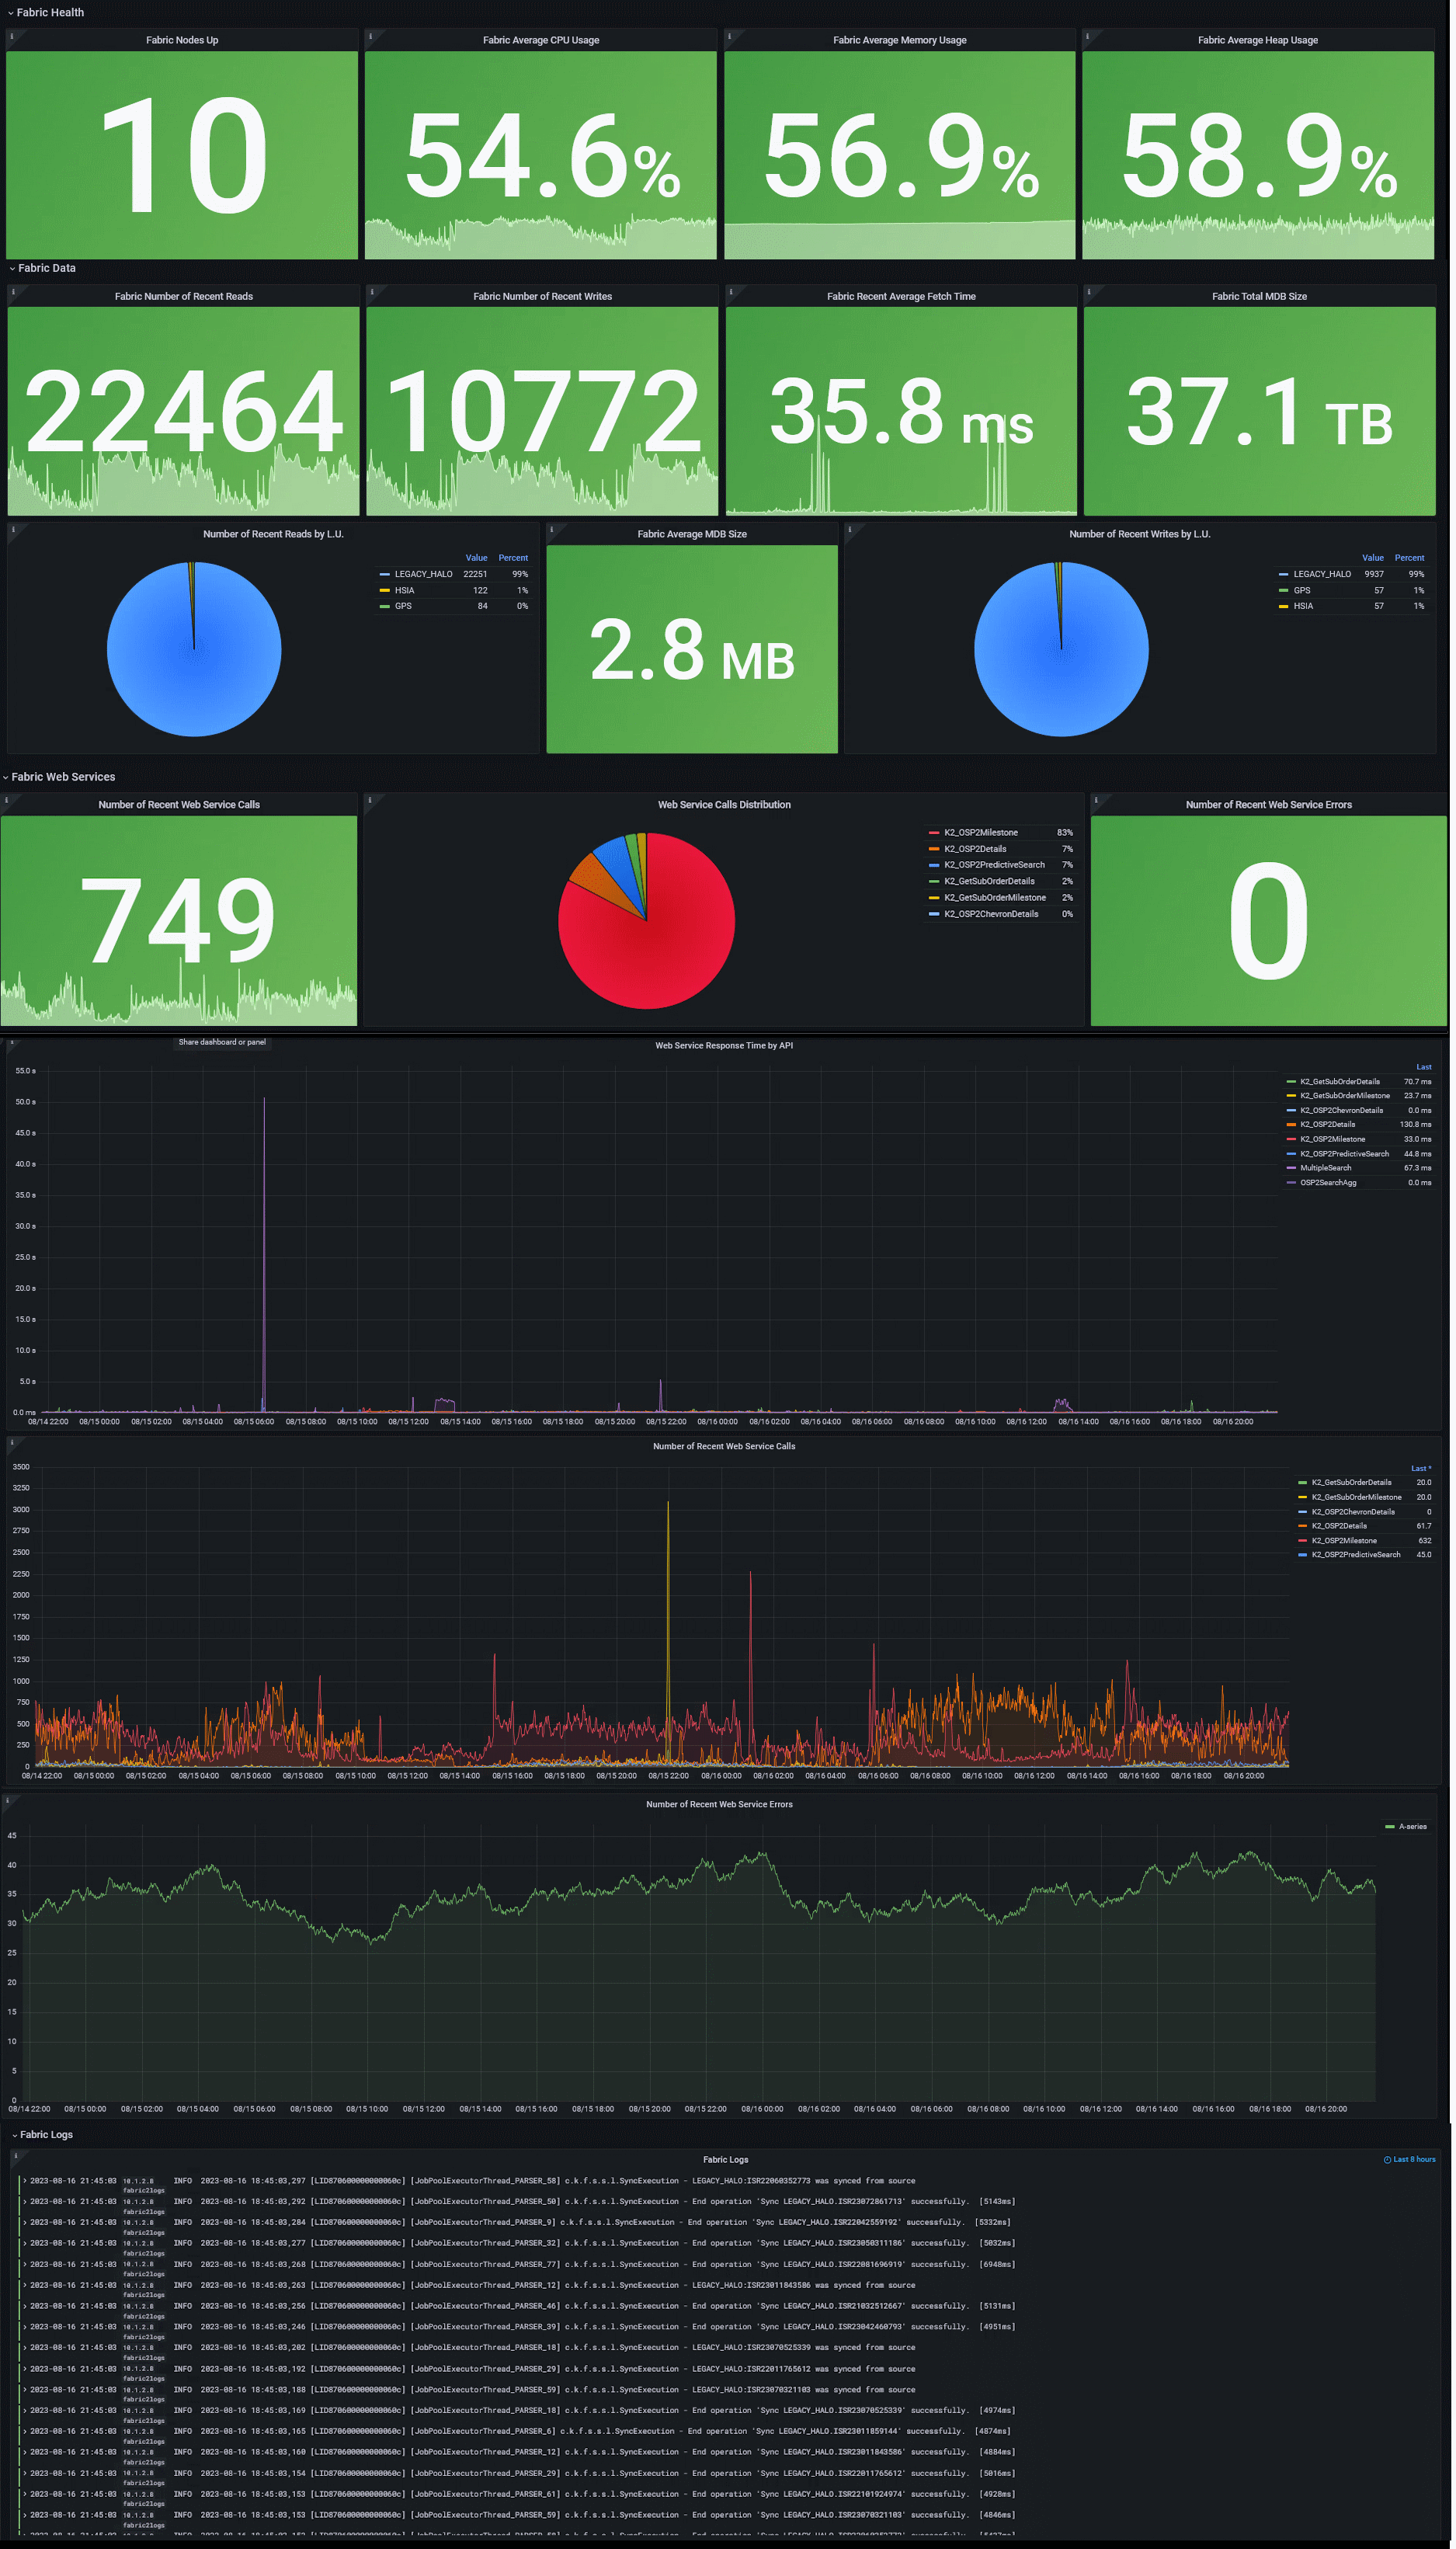 Fabric Health
Fabric Nodes Up
Fabric Average CPU Usage
Fabric Average Memory Usage
Fabric Average Heap Usage
10
54.6%
56.9%
58.9%
Fabric Data
Fabric Number of Recent Reads
Fabric Number of Recent Writes
Fabric Recent Average Fetch Time
Fabric Total MDB Size
22464
10772
35.8 ms
37.1 TB
Number of Recent Reads by L.U.
Value Percent
LEGACY_HALO 22251 99%
HSIA 122 1%
GPS 84 0%
Fabric Average MDB Size
2.8 MB
Number of Recent Writes by L.U.
Value Percent
LEGACY_HALO 9937 99%
GPS 57 1%
HSIA 57 1%
Fabric Web Services
Number of Recent Web Service Calls
749
Web Service Calls Distribution
K2_OSP2Milestone 83%
K2_OSP2Details 7%
K2_OSP2PredictiveSearch 7%
K2_GetSubOrderDetails 2%
K2_GetSubOrderMilestone 2%
K2_OSP2ChevronDetails 0%
Number of Recent Web Service Errors
0
Share dashboard or panel
Web Service Response Time by API
55.0 s
50.0 s
45.0 s
40.0 s
35.0 s
30.0 s
25.0 s
20.0 s
15.0 s
10.0 s
5.0 s
0.0 ms
08/14 22:00 08/15 00:00 08/15 02:00 08/15 04:00 08/15 06:00 08/15 08:00 08/15 10:00 08/15 12:00 08/15 14:00 08/15 16:00 08/15 18:00 08/15 20:00 08/15 22:00 08/16 00:00 08/16 02:00 08/16 04:00 08/16 06:00 08/16 08:00 08/16 10:00 08/16 12:00 08/16 14:00 08/16 16:00 08/16 18:00 08/16 20:00
Last
K2_GetSubOrderDetails 70.7 ms
K2_GetSubOrderMilestone 23.7 ms
K2_OSP2ChevronDetails 0.0 ms
K2_OSP2Details 130.8 ms
K2_OSP2Milestone 33.0 ms
K2_OSP2PredictiveSearch 44.8 ms
MultipleSearch 67.3 ms
OSP2SearchAgg 0.0 ms
Number of Recent Web Service Calls
3500
3250
3000
2750
2500
2250
2000
1750
1500
1250
1000
750
500
250
0
08/14 22:00 08/15 00:00 08/15 02:00 08/15 04:00 08/15 06:00 08/15 08:00 08/15 10:00 08/15 12:00 08/15 14:00 08/15 16:00 08/15 18:00 08/15 20:00 08/15 22:00 08/16 00:00 08/16 02:00 08/16 04:00 08/16 06:00 08/16 08:00 08/16 10:00 08/16 12:00 08/16 14:00 08/16 16:00 08/16 18:00 08/16 20:00
Last *
K2_GetSubOrderDetails 20.0
K2_GetSubOrderMilestone 20.0
K2_OSP2ChevronDetails 0
K2_OSP2Details 61.7
K2_OSP2Milestone 632
K2_OSP2PredictiveSearch 45.0
Number of Recent Web Service Errors
45
40
35
30
25
20
15
10
5
0
08/14 22:00 08/15 00:00 08/15 02:00 08/15 04:00 08/15 06:00 08/15 08:00 08/15 10:00 08/15 12:00 08/15 14:00 08/15 16:00 08/15 18:00 08/15 20:00 08/15 22:00 08/16 00:00 08/16 02:00 08/16 04:00 08/16 06:00 08/16 08:00 08/16 10:00 08/16 12:00 08/16 14:00 08/16 16:00 08/16 18:00 08/16 20:00
A-series
Fabric Logs
Fabric Logs
Last 8 hours
2023-08-16 21:45:03 10.1.2.8 INFO 2023-08-16 18:45:03,297 [LID870600000000060c] [JobPoolExecutorThread_PARSER_58] c.k.f.s.s.l.SyncExecution - LEGACY_HALO:ISR22060352773 was synced from source
fabric2logs
2023-08-16 21:45:03 10.1.2.8 INFO 2023-08-16 18:45:03,292 [LID870600000000060c] [JobPoolExecutorThread_PARSER_50] c.k.f.s.s.l.SyncExecution - End operation 'Sync LEGACY_HALO.ISR23072861713' successfully. [5143ms]
fabric2logs
2023-08-16 21:45:03 10.1.2.8 INFO 2023-08-16 18:45:03,284 [LID870600000000060c] [JobPoolExecutorThread_PARSER_9] c.k.f.s.s.l.SyncExecution - End operation 'Sync LEGACY_HALO.ISR22042559192' successfully. [5332ms]
fabric2logs
2023-08-16 21:45:03 10.1.2.8 INFO 2023-08-16 18:45:03,277 [LID870600000000060c] [JobPoolExecutorThread_PARSER_32] c.k.f.s.s.l.SyncExecution - End operation 'Sync LEGACY_HALO.ISR23050311186' successfully. [5032ms]
fabric2logs
2023-08-16 21:45:03 10.1.2.8 INFO 2023-08-16 18:45:03,268 [LID870600000000060c] [JobPoolExecutorThread_PARSER_77] c.k.f.s.s.l.SyncExecution - End operation 'Sync LEGACY_HALO.ISR22081696919' successfully. [6948ms]
fabric2logs
2023-08-16 21:45:03 10.1.2.8 INFO 2023-08-16 18:45:03,263 [LID870600000000060c] [JobPoolExecutorThread_PARSER_12] c.k.f.s.s.l.SyncExecution - LEGACY_HALO:ISR23011843586 was synced from source
fabric2logs
2023-08-16 21:45:03 10.1.2.8 INFO 2023-08-16 18:45:03,256 [LID870600000000060c] [JobPoolExecutorThread_PARSER_46] c.k.f.s.s.l.SyncExecution - End operation 'Sync LEGACY_HALO.ISR21032512667' successfully. [5131ms]
fabric2logs
2023-08-16 21:45:03 10.1.2.8 INFO 2023-08-16 18:45:03,246 [LID870600000000060c] [JobPoolExecutorThread_PARSER_39] c.k.f.s.s.l.SyncExecution - End operation 'Sync LEGACY_HALO.ISR23042460793' successfully. [4951ms]
fabric2logs
2023-08-16 21:45:03 10.1.2.8 INFO 2023-08-16 18:45:03,202 [LID870600000000060c] [JobPoolExecutorThread_PARSER_18] c.k.f.s.s.l.SyncExecution - LEGACY_HALO:ISR23070525339 was synced from source
fabric2logs
2023-08-16 21:45:03 10.1.2.8 INFO 2023-08-16 18:45:03,192 [LID870600000000060c] [JobPoolExecutorThread_PARSER_29] c.k.f.s.s.l.SyncExecution - LEGACY_HALO:ISR22011765612 was synced from source
fabric2logs
2023-08-16 21:45:03 10.1.2.8 INFO 2023-08-16 18:45:03,188 [LID870600000000060c] [JobPoolExecutorThread_PARSER_59] c.k.f.s.s.l.SyncExecution - LEGACY_HALO:ISR23070321103 was synced from source
fabric2logs
2023-08-16 21:45:03 10.1.2.8 INFO 2023-08-16 18:45:03,169 [LID870600000000060c] [JobPoolExecutorThread_PARSER_18] c.k.f.s.s.l.SyncExecution - End operation 'Sync LEGACY_HALO.ISR23070525339' successfully. [4974ms]
fabric2logs
2023-08-16 21:45:03 10.1.2.8 INFO 2023-08-16 18:45:03,165 [LID870600000000060c] [JobPoolExecutorThread_PARSER_6] c.k.f.s.s.l.SyncExecution - End operation 'Sync LEGACY_HALO.ISR23011859144' successfully. [4874ms]
fabric2logs
2023-08-16 21:45:03 10.1.2.8 INFO 2023-08-16 18:45:03,160 [LID870600000000060c] [JobPoolExecutorThread_PARSER_12] c.k.f.s.s.l.SyncExecution - End operation 'Sync LEGACY_HALO.ISR23011843586' successfully. [4884ms]
fabric2logs
2023-08-16 21:45:03 10.1.2.8 INFO 2023-08-16 18:45:03,154 [LID870600000000060c] [JobPoolExecutorThread_PARSER_29] c.k.f.s.s.l.SyncExecution - End operation 'Sync LEGACY_HALO.ISR22011765612' successfully. [5016ms]
fabric2logs
2023-08-16 21:45:03 10.1.2.8 INFO 2023-08-16 18:45:03,153 [LID870600000000060c] [JobPoolExecutorThread_PARSER_61] c.k.f.s.s.l.SyncExecution - End operation 'Sync LEGACY_HALO.ISR22101924974' successfully. [4928ms]
fabric2logs
2023-08-16 21:45:03 10.1.2.8 INFO 2023-08-16 18:45:03,153 [LID870600000000060c] [JobPoolExecutorThread_PARSER_59] c.k.f.s.s.l.SyncExecution - End operation 'Sync LEGACY_HALO.ISR23070321103' successfully. [4846ms]
fabric2logs